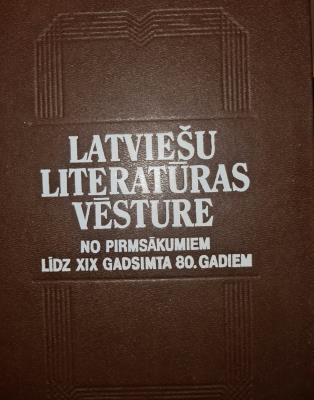 LATVIEŠU
LITERATŪRAS
VĒSTURE
NO PIRMSĀKUMIEM
LĪDZ XIX GADSIMTA 80. GADIEM